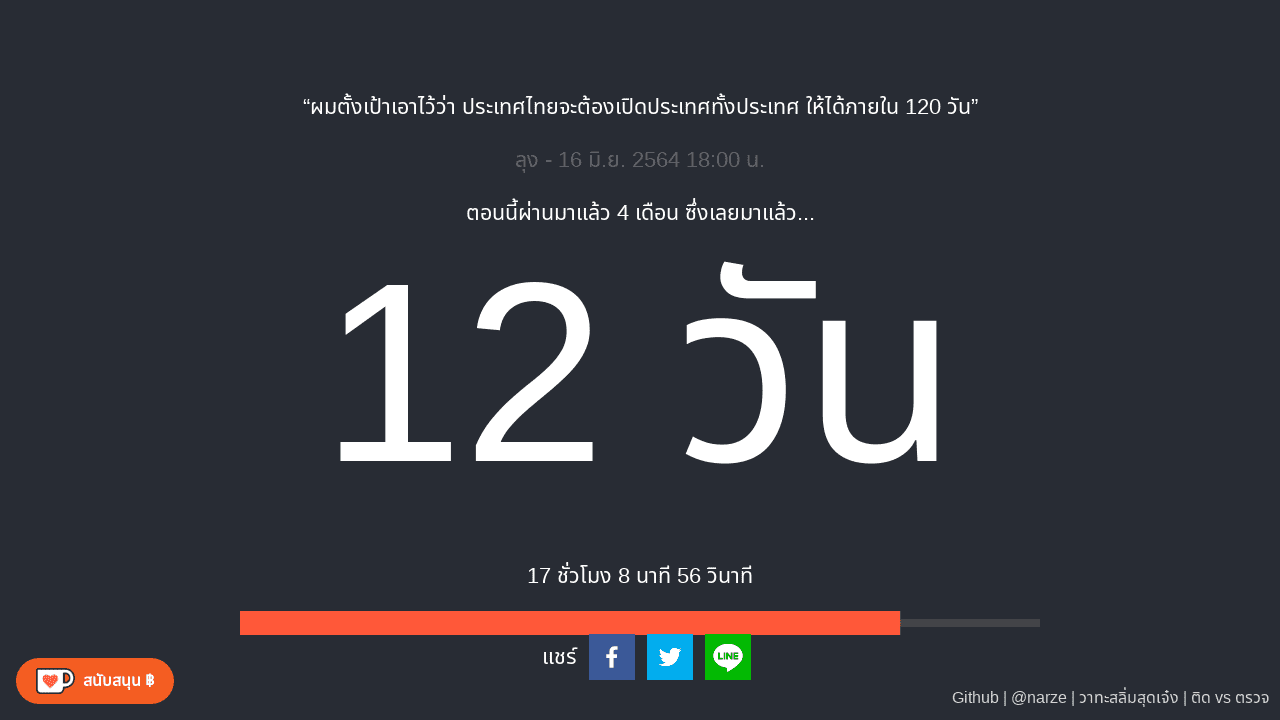 “ผมตั้งเป้าเอาไว้ว่า ประเทศไทยจะต้องเปิดประเทศทั้งประเทศ ให้ได้ภายใน 120 วัน”
ลุง - 16 มิ.ย. 2564 18:00 น.
ตอนนี้ผ่านมาแล้ว 4 เดือน ซึ่งเลยมาแล้ว...
12 วัน
17 ชั่วโมง 8 นาที 56 วินาที
แชร์
LINE
สนับสนุน ฿
Github | @narze | วาทะสลิ่มสุดเจ๋ง | ติด vs ตรวจ